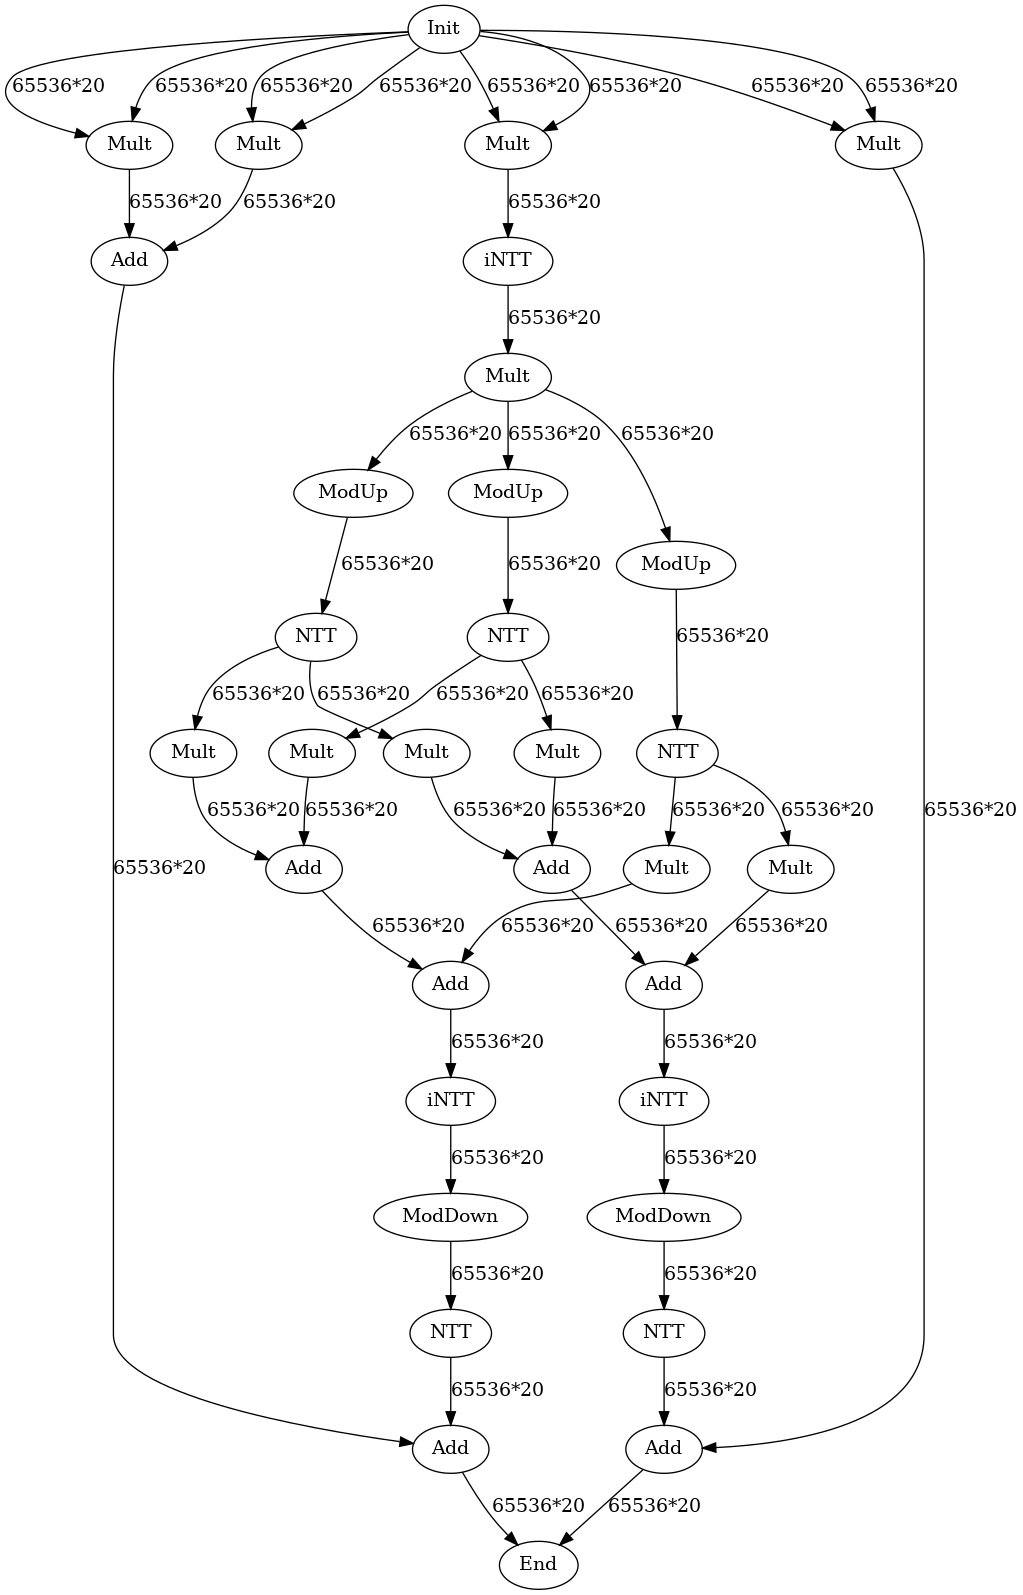 Init
65536*20 65536*20 65536*20 65536*20 65536*20 65536*20 65536*20 65536*20
Mult Mult Mult Mult
65536*20 65536*20 65536*20
Add iNTT
65536*20
Mult
65536*20 65536*20 65536*20
ModUp ModUp
65536*20 65536*20 ModUp
NTT NTT 65536*20
65536*20 65536*20 65536*20 65536*20
Mult Mult Mult Mult NTT
65536*20 65536*20 65536*20 65536*20 65536*20 65536*20 65536*20
65536*20 Add Add Mult Mult
65536*20 65536*20 65536*20 65536*20
Add Add
65536*20 65536*20
iNTT iNTT
65536*20 65536*20
ModDown ModDown
65536*20 65536*20
NTT NTT
65536*20 65536*20
Add Add
65536*20 65536*20
End